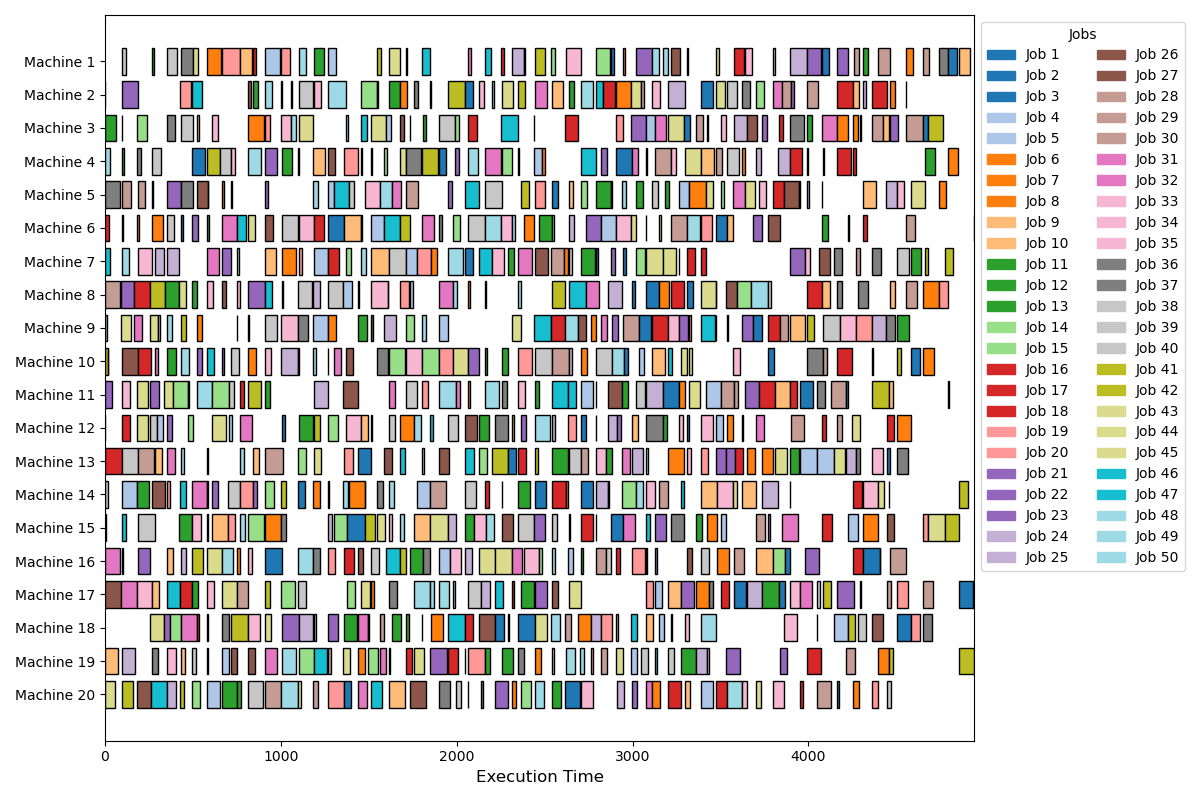 Machine 1
Machine 2
Machine 3
Machine 4
Machine 5
Machine 6
Machine 7
Machine 8
Machine 9
Machine 10
Machine 11
Machine 12
Machine 13
Machine 14
Machine 15
Machine 16
Machine 17
Machine 18
Machine 19
Machine 20
0 1000 2000 3000 4000
Execution Time
Jobs
Job 1 Job 26
Job 2 Job 27
Job 3 Job 28
Job 4 Job 29
Job 5 Job 30
Job 6 Job 31
Job 7 Job 32
Job 8 Job 33
Job 9 Job 34
Job 10 Job 35
Job 11 Job 36
Job 12 Job 37
Job 13 Job 38
Job 14 Job 39
Job 15 Job 40
Job 16 Job 41
Job 17 Job 42
Job 18 Job 43
Job 19 Job 44
Job 20 Job 45
Job 21 Job 46
Job 22 Job 47
Job 23 Job 48
Job 24 Job 49
Job 25 Job 50